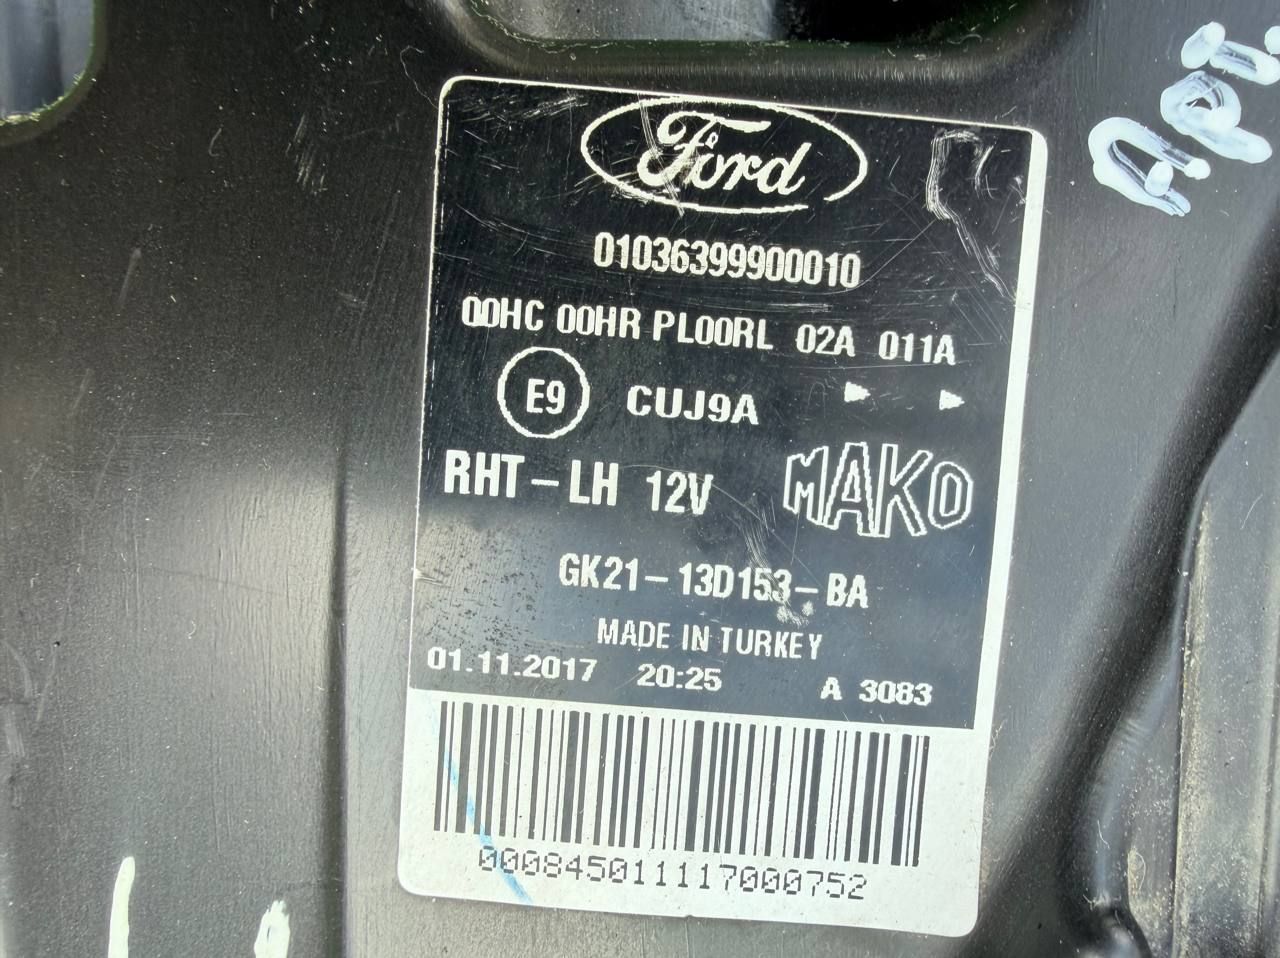 Ford
01036399900010
00HC 00HR PL00RL 02A 011A
E9 CUJ9A
RHT-LH 12V MAKO
GK21-13D153-BA
MADE IN TURKEY
01.11.2017 20:25 A 3083
000845011117000752